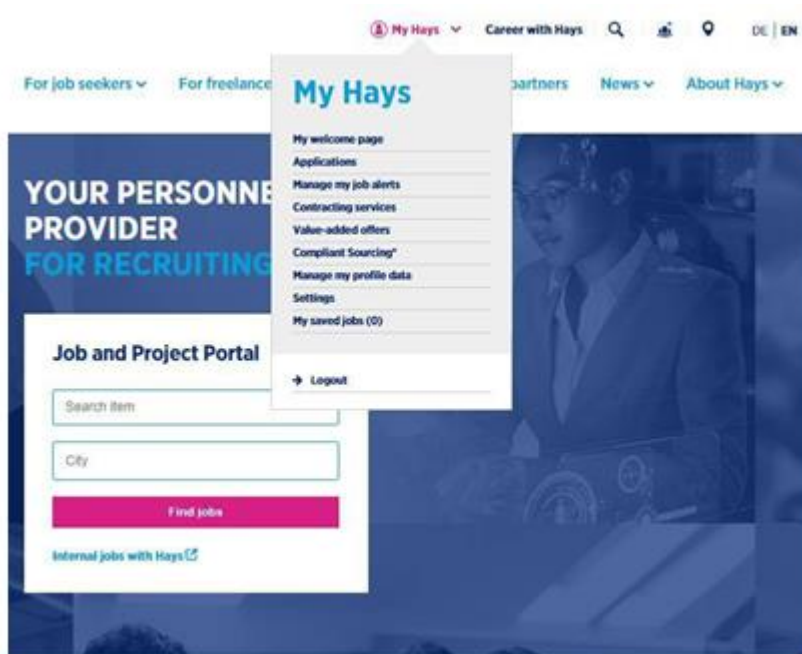 My Hays
Career with Hays
DE | EN
For job seekers
For freelance
partners
News
About Hays
My Hays
My welcome page
Applications
Manage my job alerts
Contracting services
Value-added offers
Compliant Sourcing*
Manage my profile data
Settings
My saved jobs (0)
→ Logout
YOUR PERSONNE
PROVIDER
FOR RECRUITING
Job and Project Portal
Search item
City
Find jobs
Internal jobs with Hays